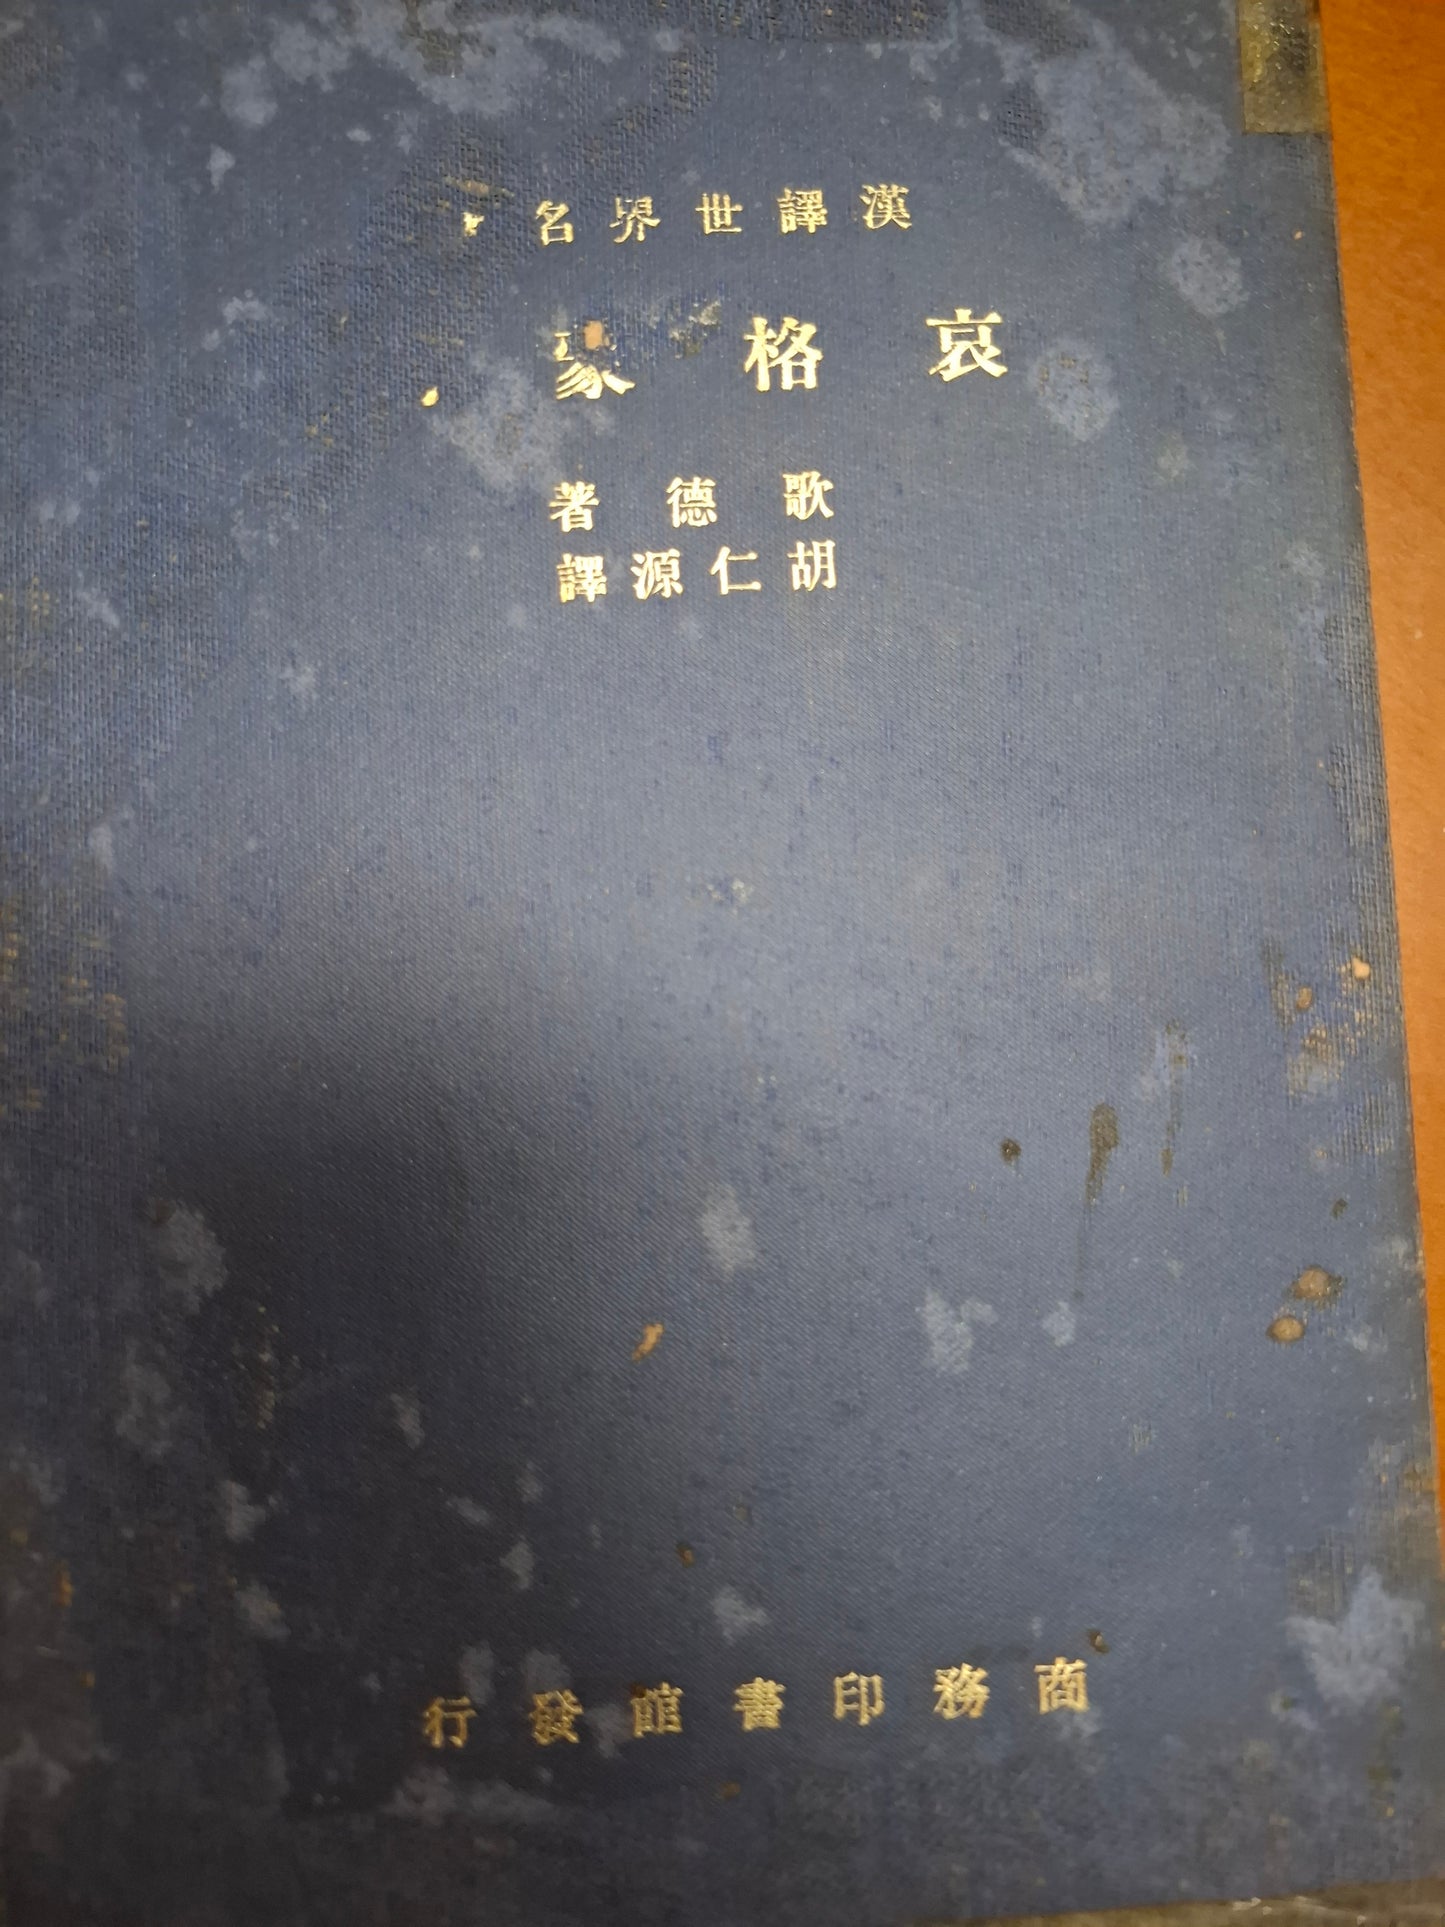 漢譯世界名
哀格蒙
歌德著
胡仁源譯
商務印書館發行